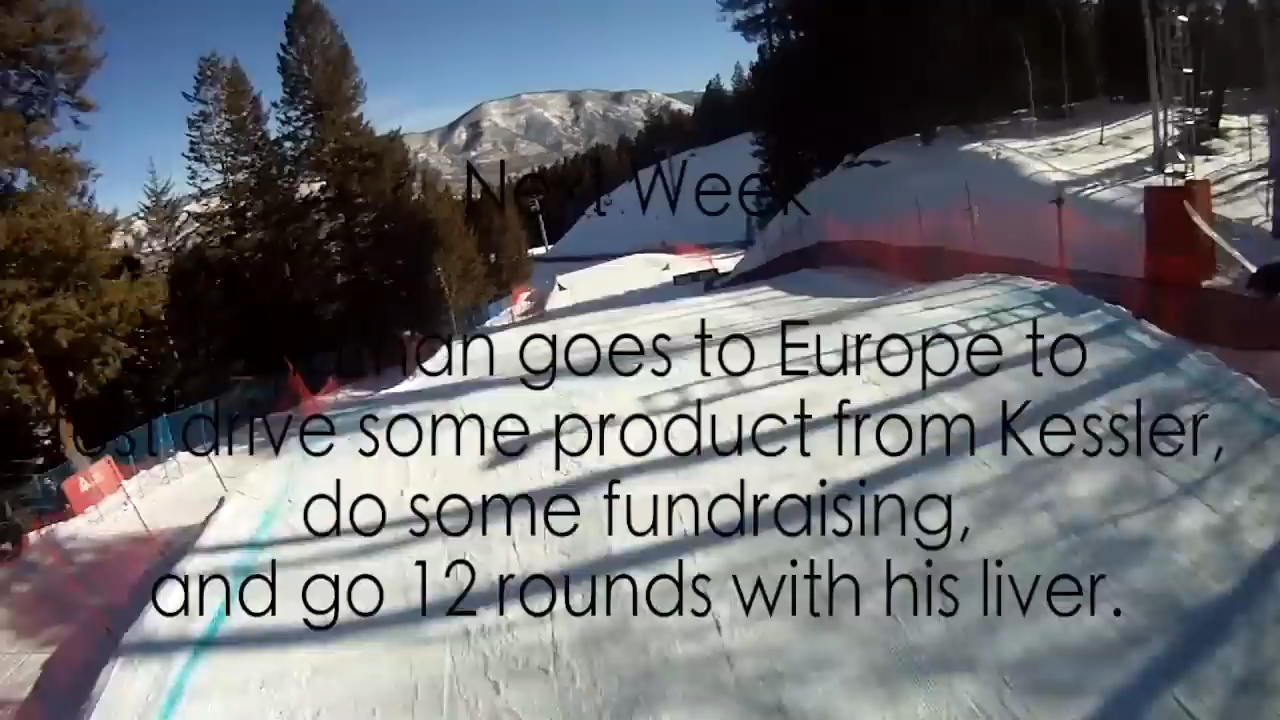 Next Week
goes to Europe to
test drive some product from Kessler,
do some fundraising,
and go 12 rounds with his liver.